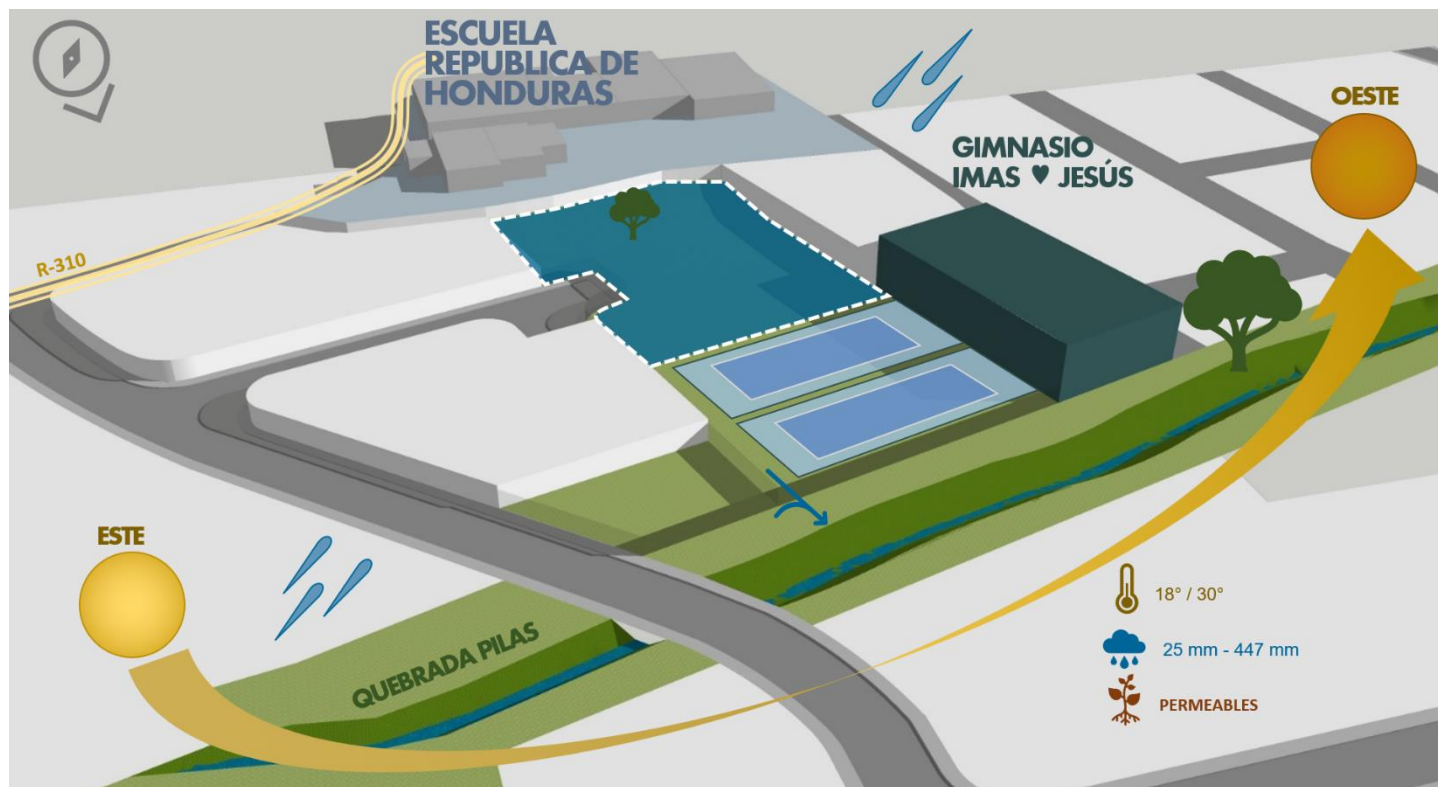 ESCUELA
REPUBLICA DE
HONDURAS
OESTE
GIMNASIO
IMAS ♥ JESÚS
R-310
ESTE
QUEBRADA PILAS
18° / 30°
25 mm - 447 mm
PERMEABLES